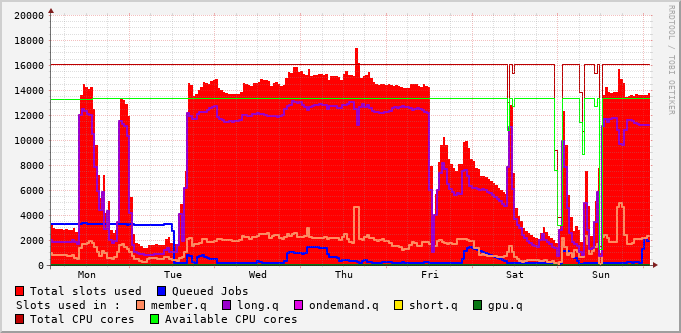 20000
18000
16000
14000
12000
10000
8000
6000
4000
2000
0
Mon Tue Wed Thu Fri Sat Sun
RRDTOOL / TOBI OETIKER
Total slots used Queued Jobs
Slots used in : member.q long.q ondemand.q short.q gpu.q
Total CPU cores Available CPU cores